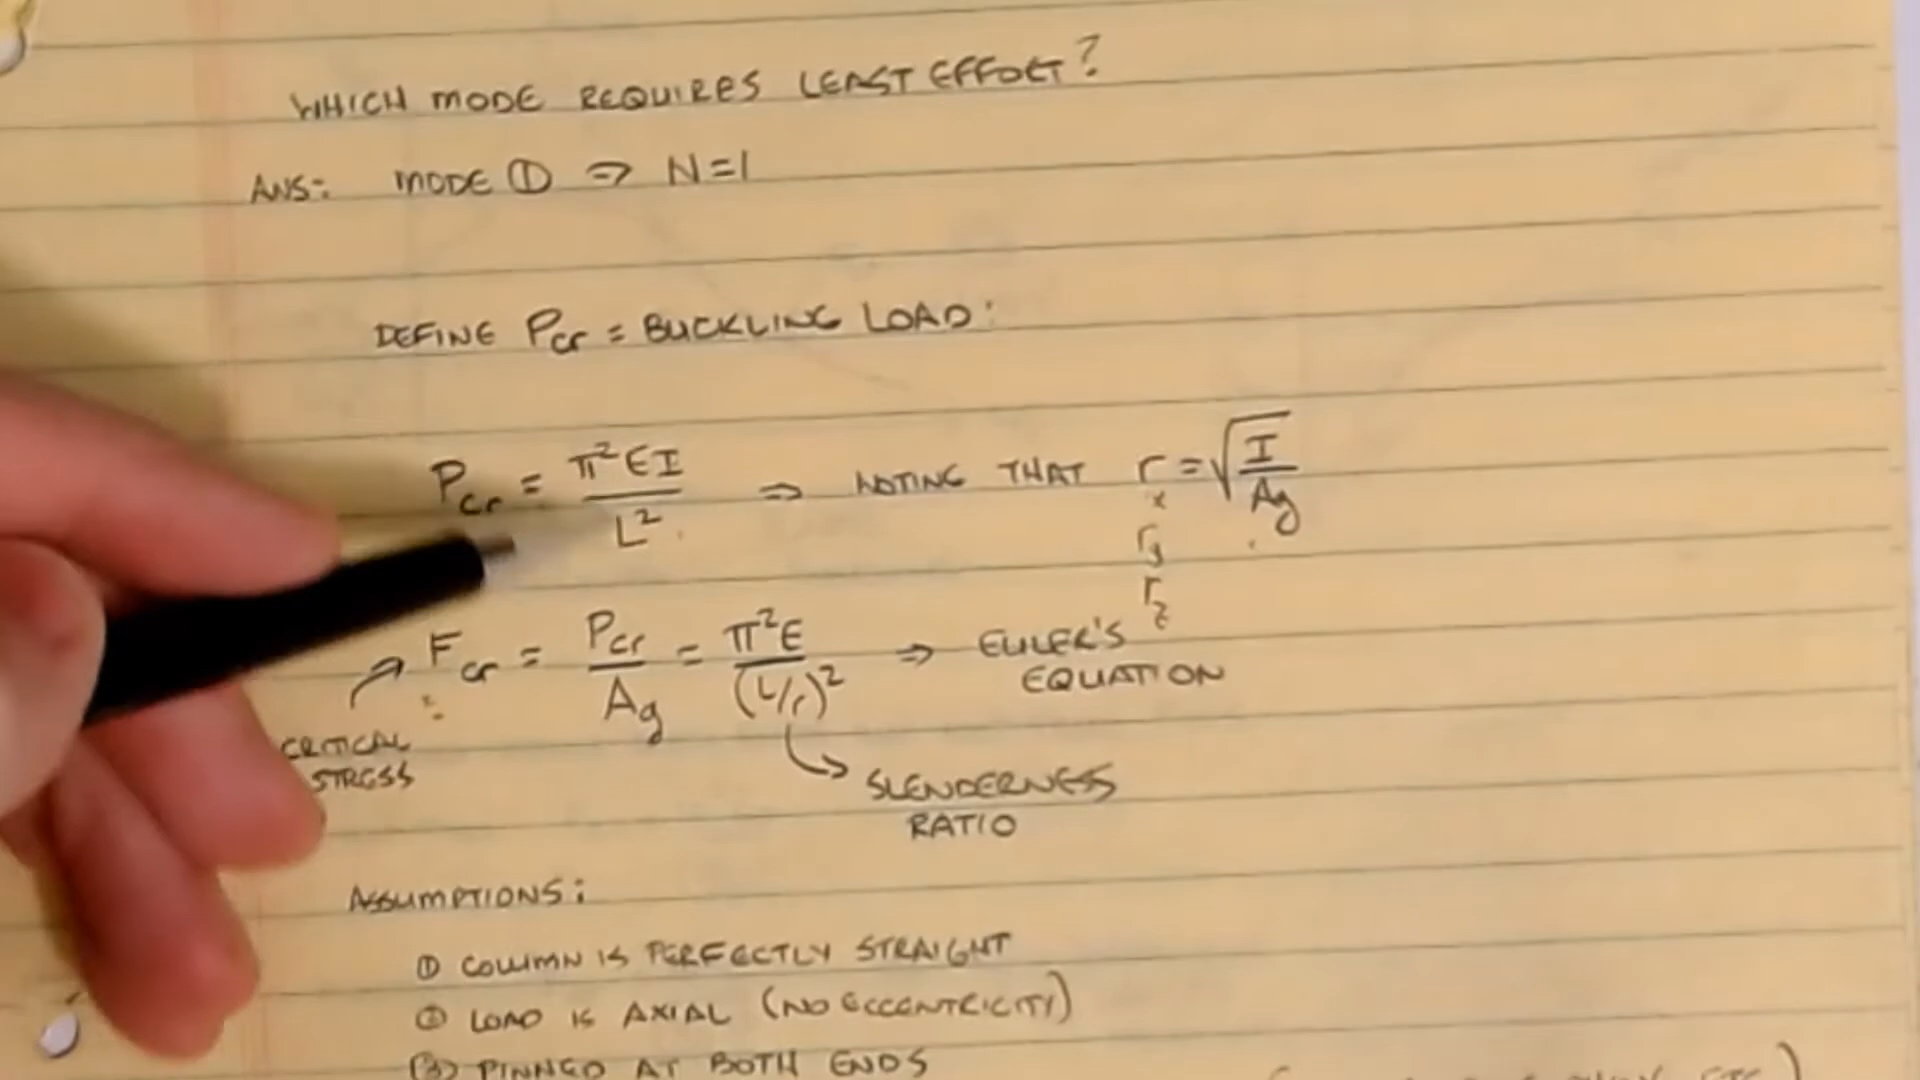 WHICH MODE REQUIRES LEAST EFFORT?
ANS: MODE ① ⇒ N=1
DEFINE Pcr = BUCKLING LOAD:
Pcr = π²EI / L² ⇒ NOTING THAT r = √(I/Ag)
x
ry
rz
Fcr = Pcr / Ag = π²E / (L/r)² ⇒ EULER'S
EQUATION
CRITICAL
STRESS
SLENDERNESS
RATIO
ASSUMPTIONS:
① COLUMN IS PERFECTLY STRAIGHT
② LOAD IS AXIAL (NO ECCENTRICITY)
③ PINNED AT BOTH ENDS